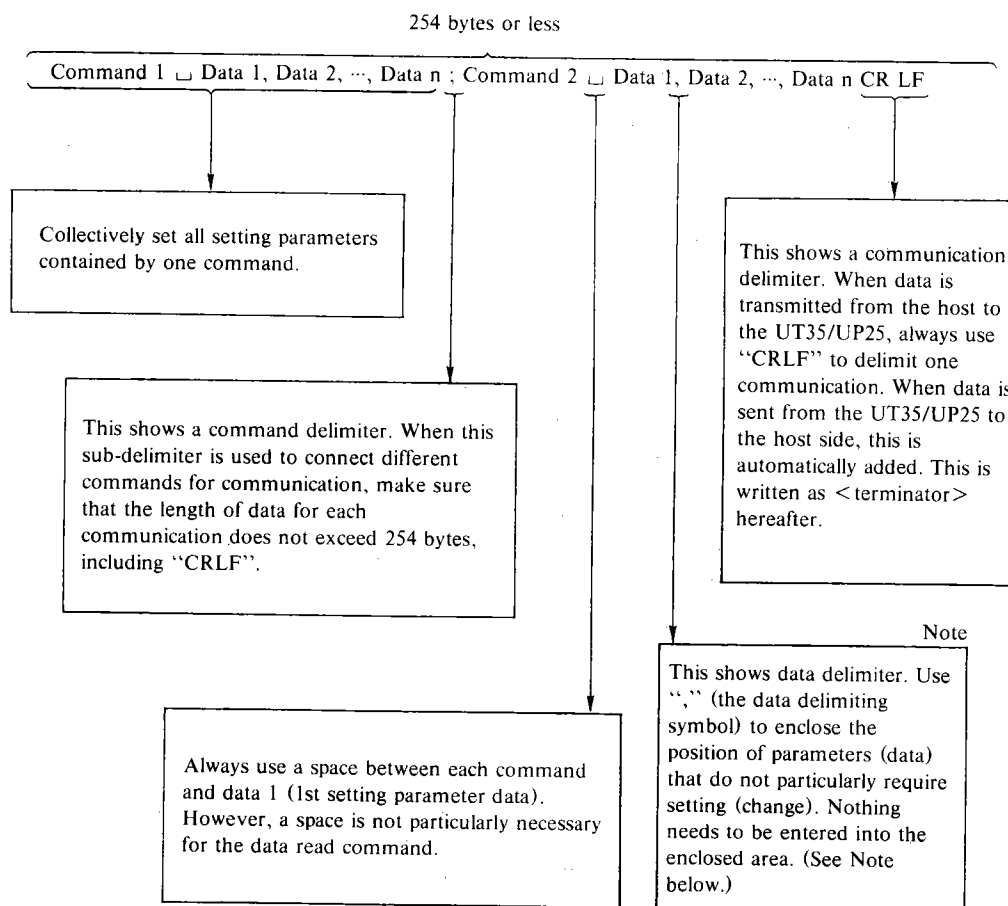 254 bytes or less
Command 1 ␣ Data 1, Data 2, ···, Data n ; Command 2 ␣ Data 1, Data 2, ···, Data n CR LF
Collectively set all setting parameters
contained by one command.
This shows a communication
delimiter. When data is
transmitted from the host to
the UT35/UP25, always use
“CRLF” to delimit one
communication. When data is
sent from the UT35/UP25 to
the host side, this is
automatically added. This is
written as <terminator>
hereafter.
This shows a command delimiter. When this
sub-delimiter is used to connect different
commands for communication, make sure
that the length of data for each
communication does not exceed 254 bytes,
including “CRLF”.
Note
This shows data delimiter. Use
“,” (the data delimiting
symbol) to enclose the
position of parameters (data)
that do not particularly require
setting (change). Nothing
needs to be entered into the
enclosed area. (See Note
below.)
Always use a space between each command
and data 1 (1st setting parameter data).
However, a space is not particularly necessary
for the data read command.